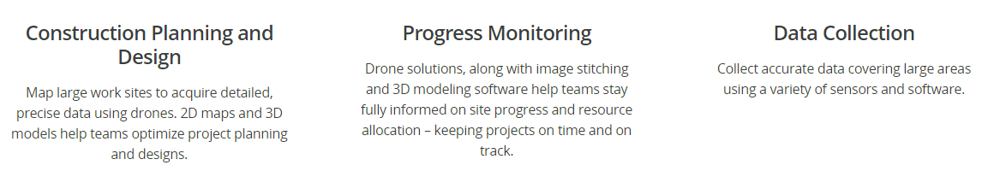 Construction Planning and
Design
Map large work sites to acquire detailed,
precise data using drones. 2D maps and 3D
models help teams optimize project planning
and designs.
Progress Monitoring
Drone solutions, along with image stitching
and 3D modeling software help teams stay
fully informed on site progress and resource
allocation – keeping projects on time and on
track.
Data Collection
Collect accurate data covering large areas
using a variety of sensors and software.